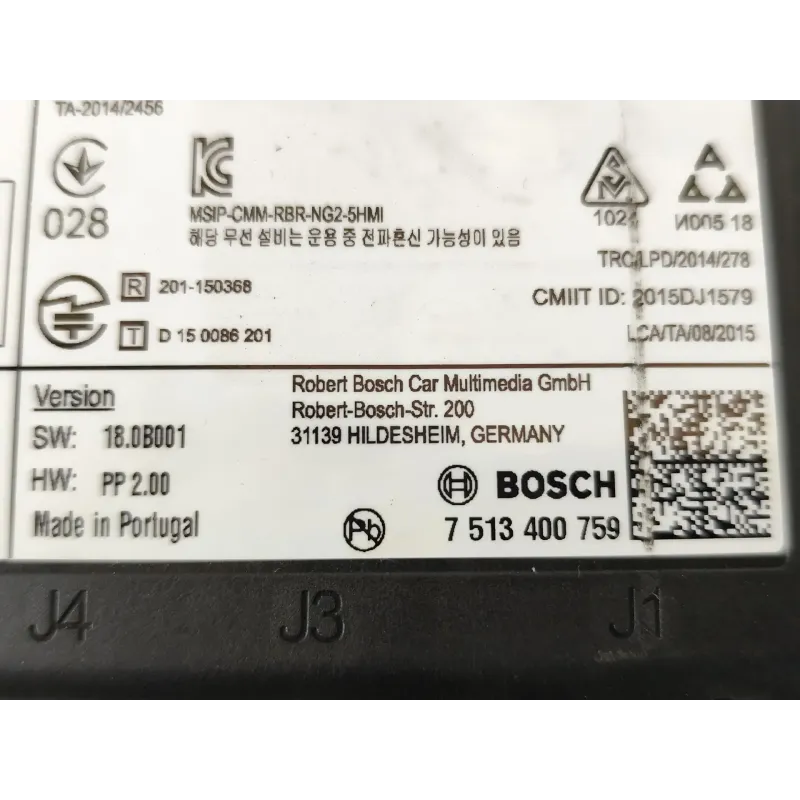 TA-2014/2456
028
MSIP-CMM-RBR-NG2-5HMI
해당 무선 설비는 운용 중 전파혼신 가능성이 있음
1024
И005 18
TRC/LPD/2014/278
R 201-150368
CMIIT ID: 2015DJ1579
T D 15 0086 201
LCA/TA/08/2015
Version
SW: 18.0B001
HW: PP 2.00
Made in Portugal
Robert Bosch Car Multimedia GmbH
Robert-Bosch-Str. 200
31139 HILDESHEIM, GERMANY
BOSCH
Pb
7 513 400 759
J4 J3 J1